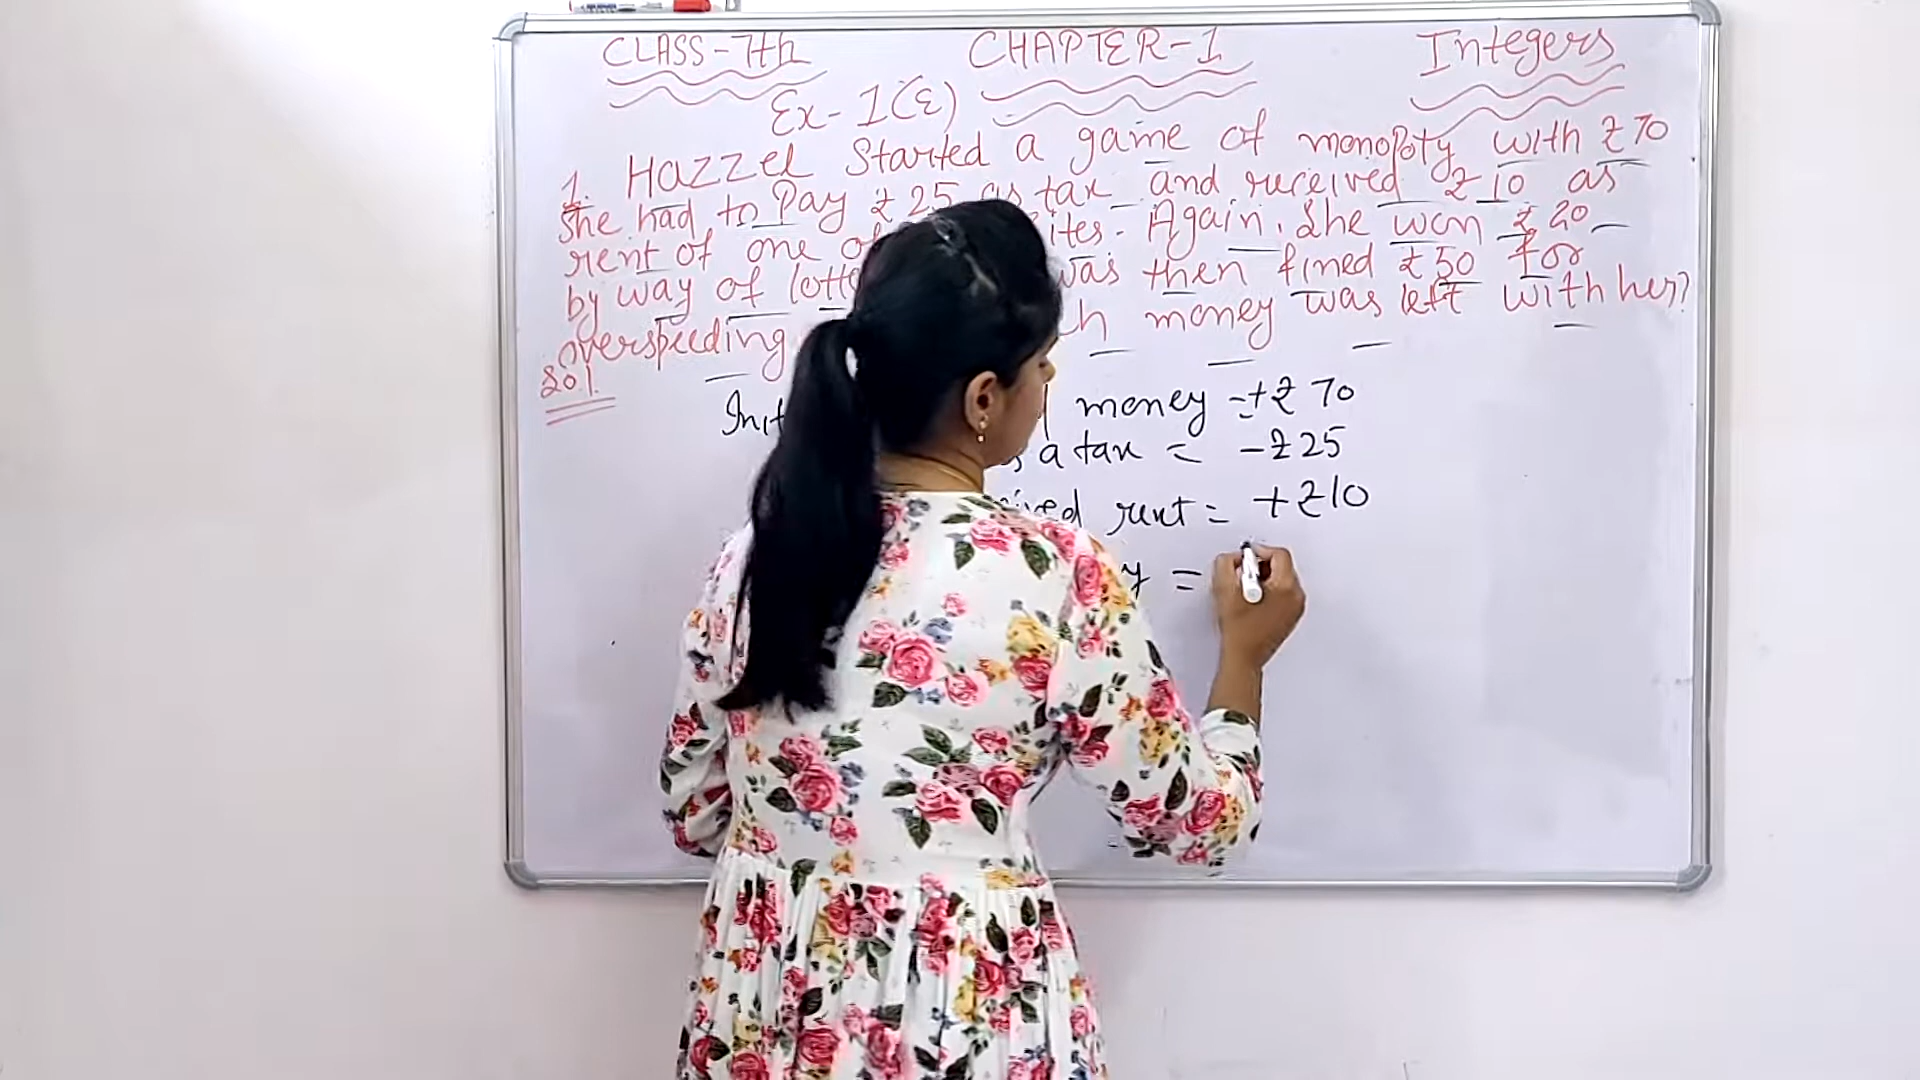 CLASS-7th CHAPTER-1 Integers
Ex-1(E)
1. Hazzel Started a game of monopoty with ₹70
She had to Pay ₹25 as tax and received ₹10 as
rent of one of ites. Again. She won ₹20
by way of lott was then fined ₹50 for
overspeeding money was left with her?
Sol.
money = +₹70
a tax = -₹25
rent = +₹10
y =